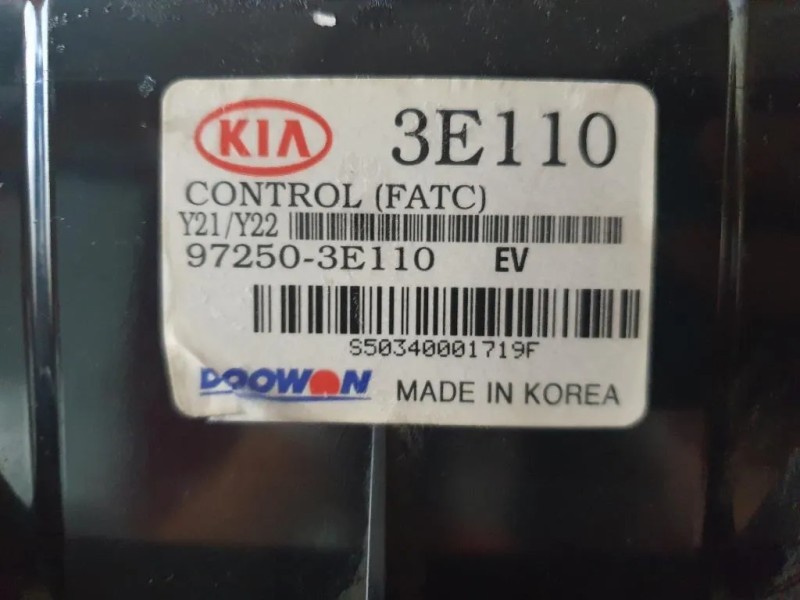 KIA 3E110
CONTROL (FATC)
Y21/Y22
97250-3E110 EV
S50340001719F
DOOWON MADE IN KOREA